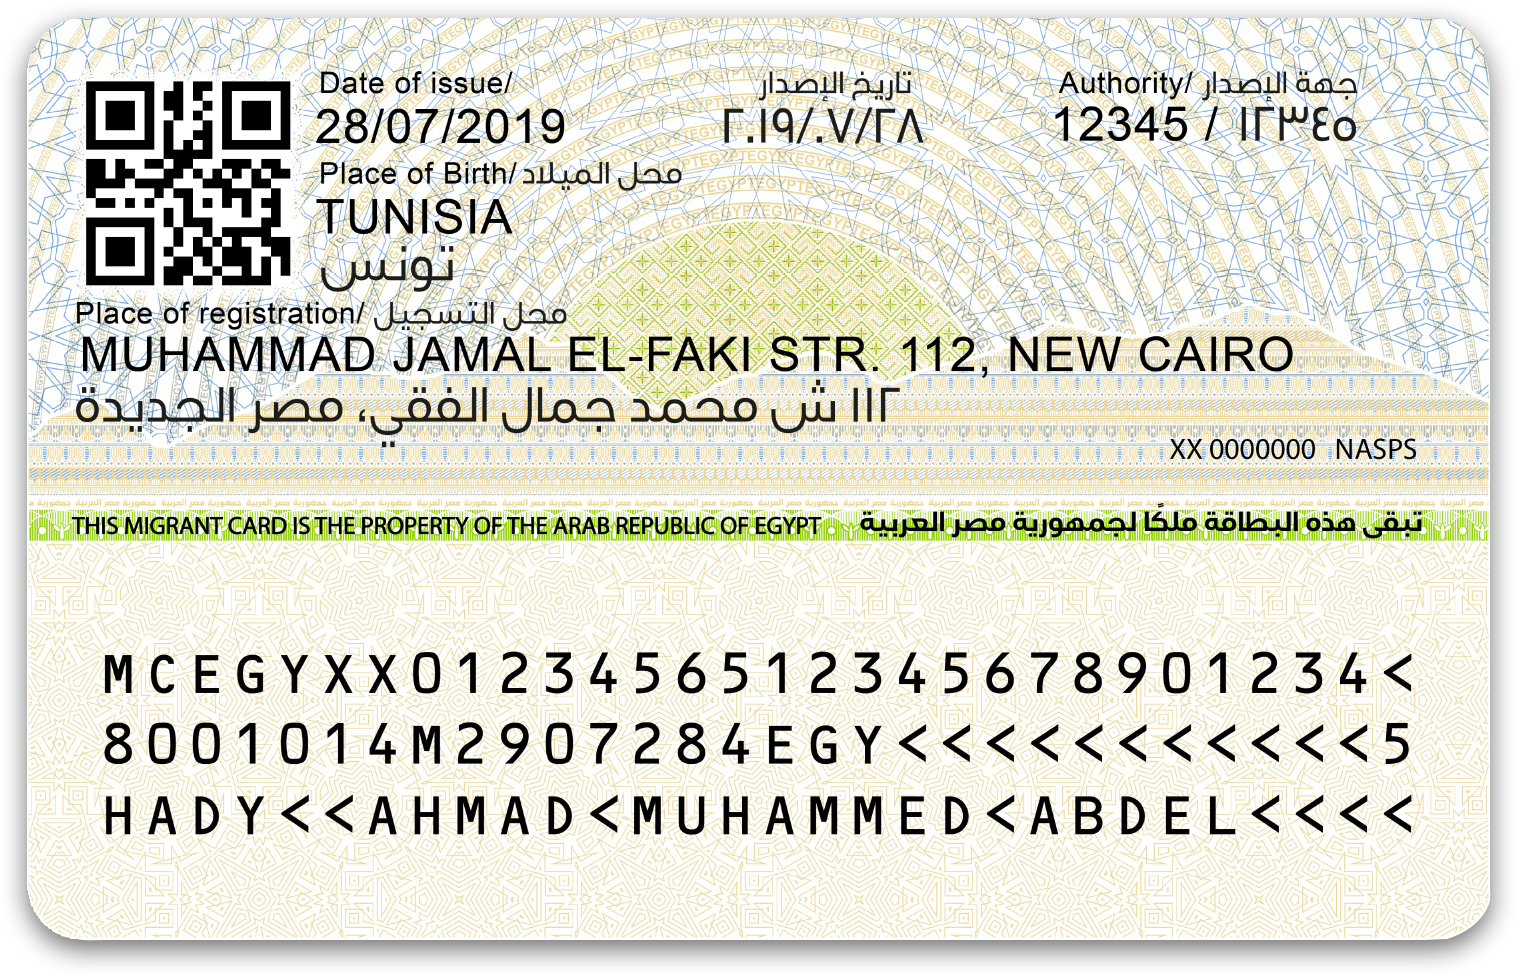 Date of issue/ تاريخ الإصدار Authority/ جهة الإصدار
28/07/2019 ٢٠١٩/٠٧/٢٨ 12345 / ١٢٣٤٥
Place of Birth/ محل الميلاد
TUNISIA
تونس
Place of registration/ محل التسجيل
MUHAMMAD JAMAL EL-FAKI STR. 112, NEW CAIRO
١١٢ ش محمد جمال الفقي، مصر الجديدة
XX 0000000 NASPS
THIS MIGRANT CARD IS THE PROPERTY OF THE ARAB REPUBLIC OF EGYPT تبقى هذه البطاقة ملكًا لجمهورية مصر العربية
MCEGYXX0123456512345678901234<
8001014M2907284EGY<<<<<<<<<<<5
HADY<<AHMAD<MUHAMMED<ABDEL<<<<